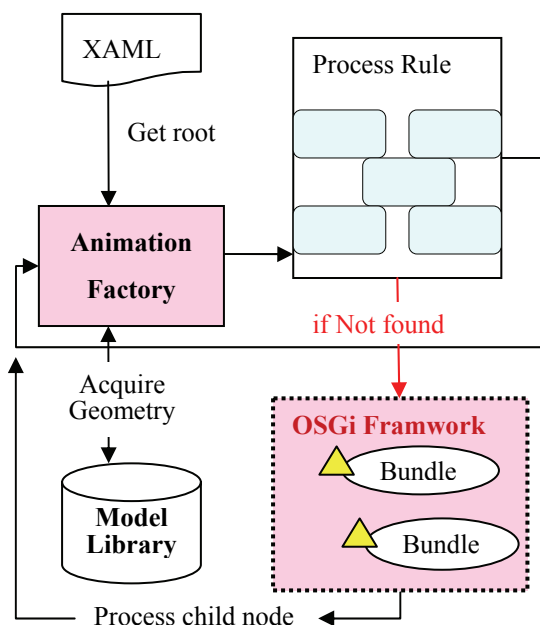 XAML
Process Rule
Get root
Animation
Factory
if Not found
Acquire
Geometry
OSGi Framwork
Bundle
Model
Library
Bundle
Process child node